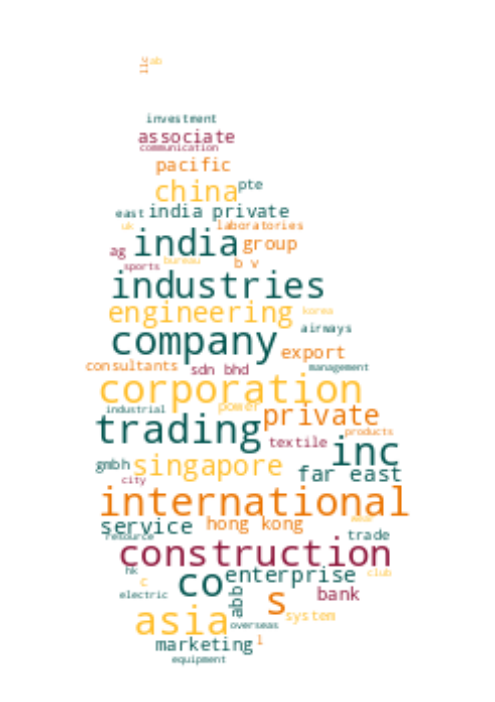 llc ab
investment
associate
communication
pacific
china pte
east india private
uk laboratories
india group
ag bureau
sports b v
industries
engineering korea
airways
company export
consultants sdn bhd management
corporation
industrial power private
trading products
textile inc
gmbh singapore far east
city
international
service hong kong
resource trade
construction
hk co enterprise club
c
electric abb s bank
asia system
overseas
marketing l
equipment